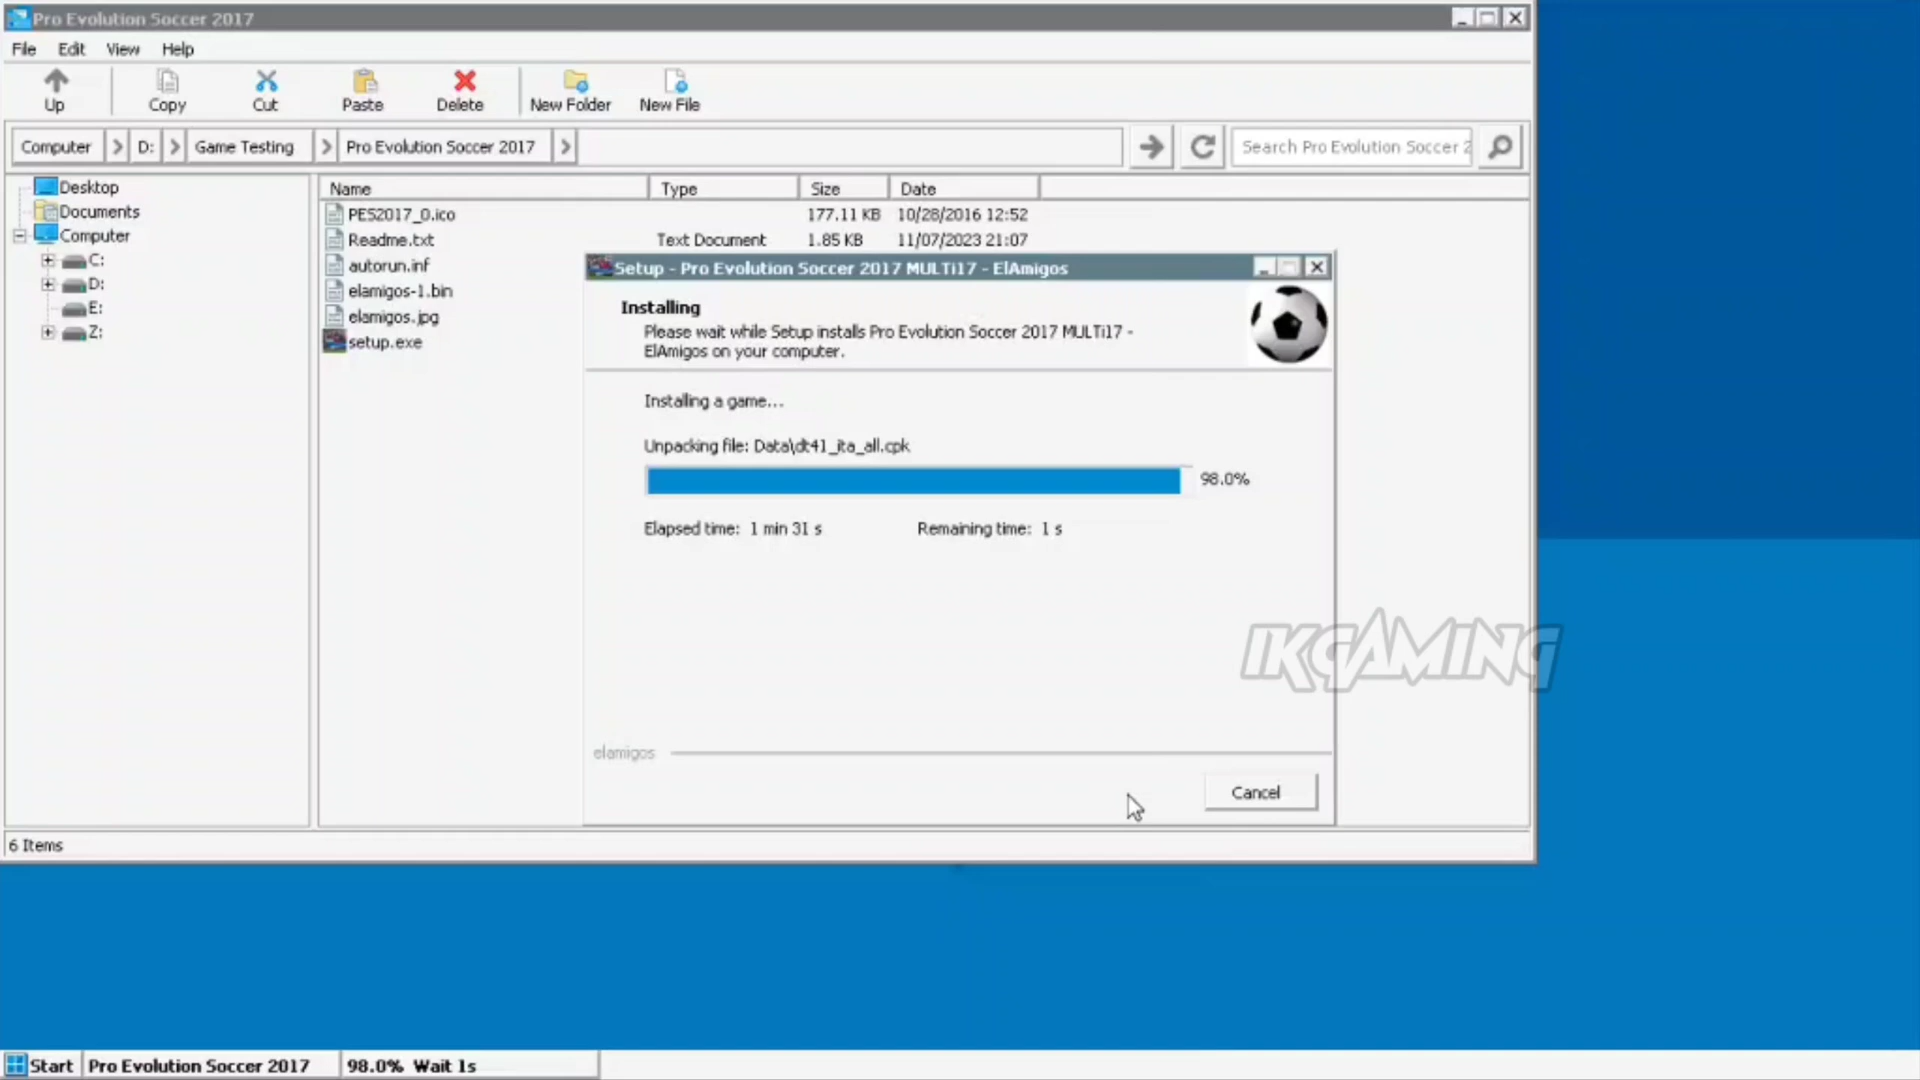 Pro Evolution Soccer 2017
File Edit View Help
Up Copy Cut Paste Delete New Folder New File
Computer D: Game Testing Pro Evolution Soccer 2017 Search Pro Evolution Soccer 2
Desktop
Documents
Computer
C:
D:
E:
Z:
Name Type Size Date
PES2017_0.ico 177.11 KB 10/28/2016 12:52
Readme.txt Text Document 1.85 KB 11/07/2023 21:07
autorun.inf
elamigos-1.bin
elamigos.jpg
setup.exe
Setup - Pro Evolution Soccer 2017 MULTi17 - ElAmigos
Installing
Please wait while Setup installs Pro Evolution Soccer 2017 MULTi17 -
ElAmigos on your computer.
Installing a game...
Unpacking file: Data\dt41_ita_all.cpk
98.0%
Elapsed time: 1 min 31 s Remaining time: 1 s
IKGAMING
elamigos
Cancel
6 Items
Start Pro Evolution Soccer 2017 98.0% Wait 1s